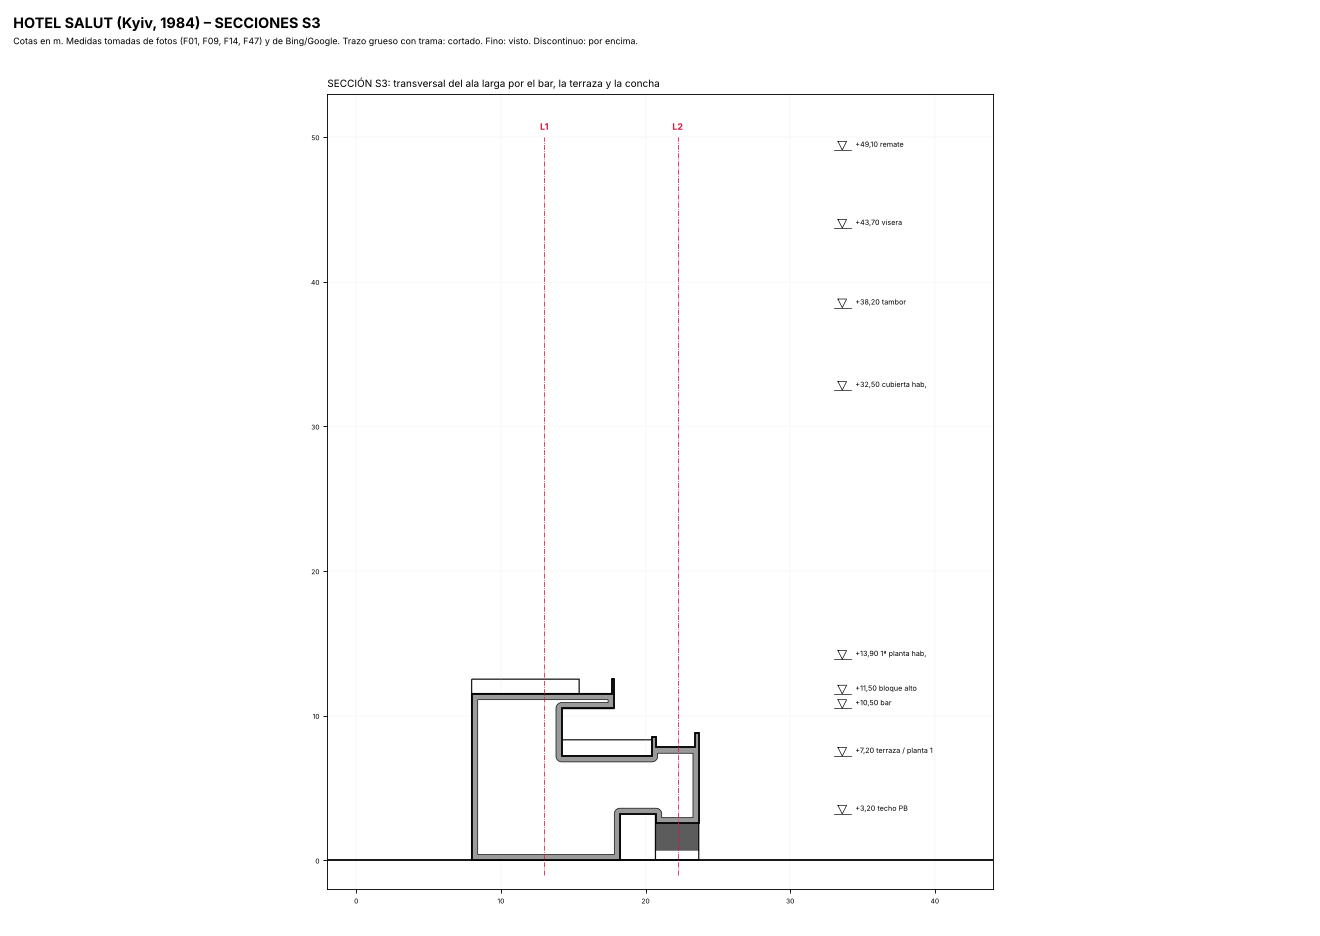 HOTEL SALUT (Kyiv, 1984) – SECCIONES S3
Cotas en m. Medidas tomadas de fotos (F01, F09, F14, F47) y de Bing/Google. Trazo grueso con trama: cortado. Fino: visto. Discontinuo: por encima.
SECCIÓN S3: transversal del ala larga por el bar, la terraza y la concha
L1
L2
50
+49,10 remate
+43,70 visera
40
+38,20 tambor
+32,50 cubierta hab,
30
20
+13,90 1ª planta hab,
+11,50 bloque alto
+10,50 bar
10
+7,20 terraza / planta 1
+3,20 techo PB
0
0
10
20
30
40